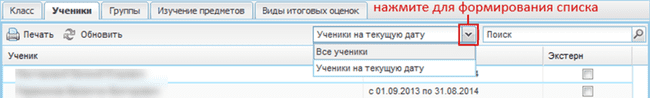 Класс Ученики Группы Изучение предметов Виды итоговых оценок нажмите для формирования списка
Печать Обновить Ученики на текущую дату Поиск
Ученик Все ученики Экстерн
Ученики на текущую дату
с 01.09.2013 по 31.08.2014